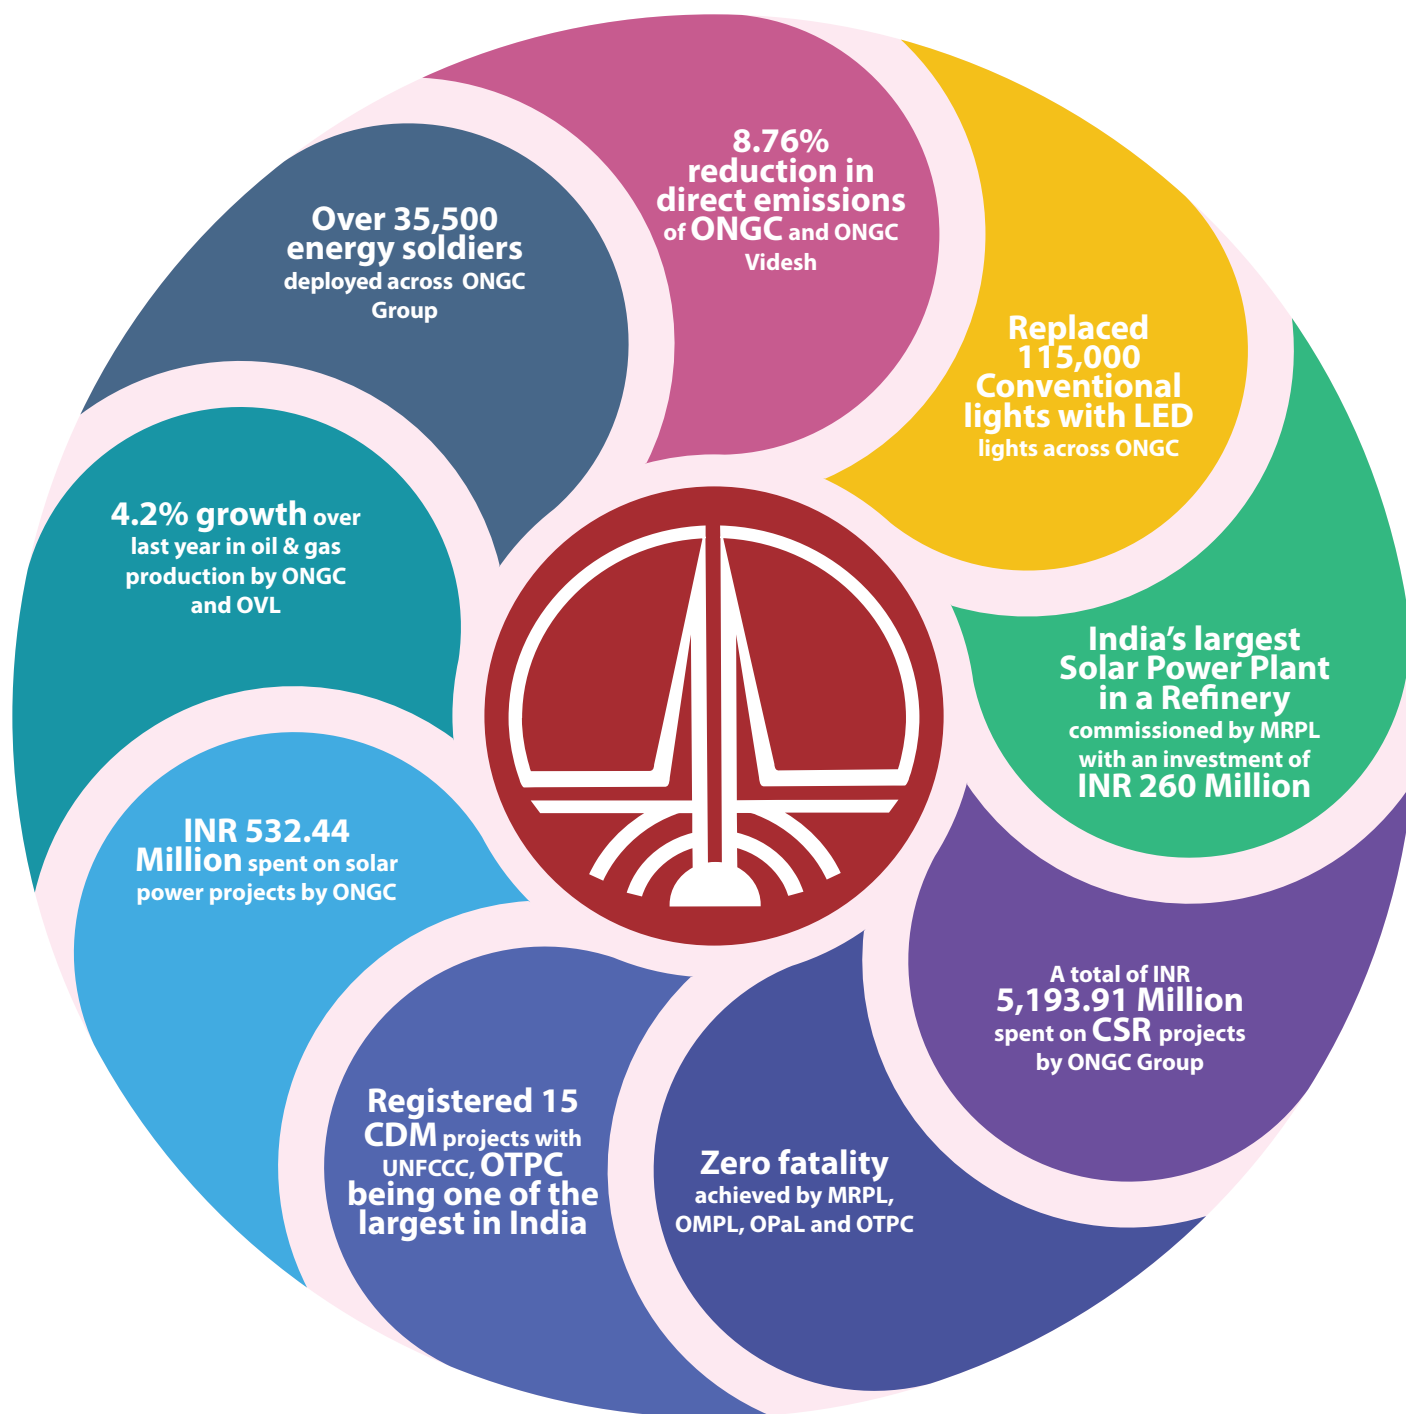 8.76%
reduction in
direct emissions
of ONGC and ONGC
Videsh
Replaced
115,000
Conventional
lights with LED
lights across ONGC
India’s largest
Solar Power Plant
in a Refinery
commissioned by MRPL
with an investment of
INR 260 Million
A total of INR
5,193.91 Million
spent on CSR projects
by ONGC Group
Zero fatality
achieved by MRPL,
OMPL, OPaL and OTPC
Registered 15
CDM projects with
UNFCCC, OTPC
being one of the
largest in India
INR 532.44
Million spent on solar
power projects by ONGC
4.2% growth over
last year in oil & gas
production by ONGC
and OVL
Over 35,500
energy soldiers
deployed across ONGC
Group